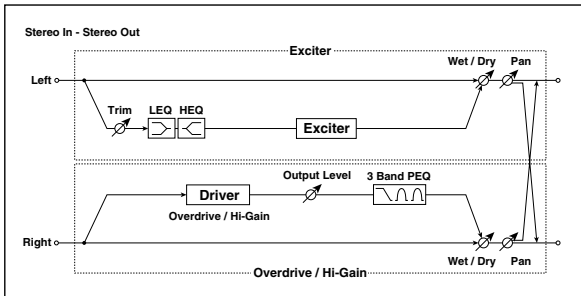 Stereo In - Stereo Out
Exciter
Left
Wet / Dry Pan
Trim LEQ HEQ
Exciter
Output Level 3 Band PEQ
Driver
Overdrive / Hi-Gain
Right
Wet / Dry Pan
Overdrive / Hi-Gain